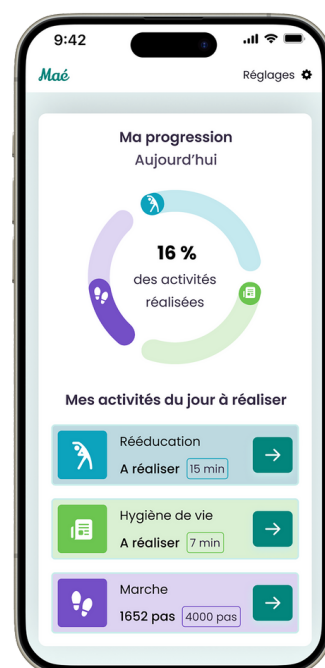 9:42
Maé
Réglages
Ma progression
Aujourd'hui
16 %
des activités
réalisées
Mes activités du jour à réaliser
Rééducation
A réaliser 15 min
Hygiène de vie
A réaliser 7 min
Marche
1652 pas 4000 pas